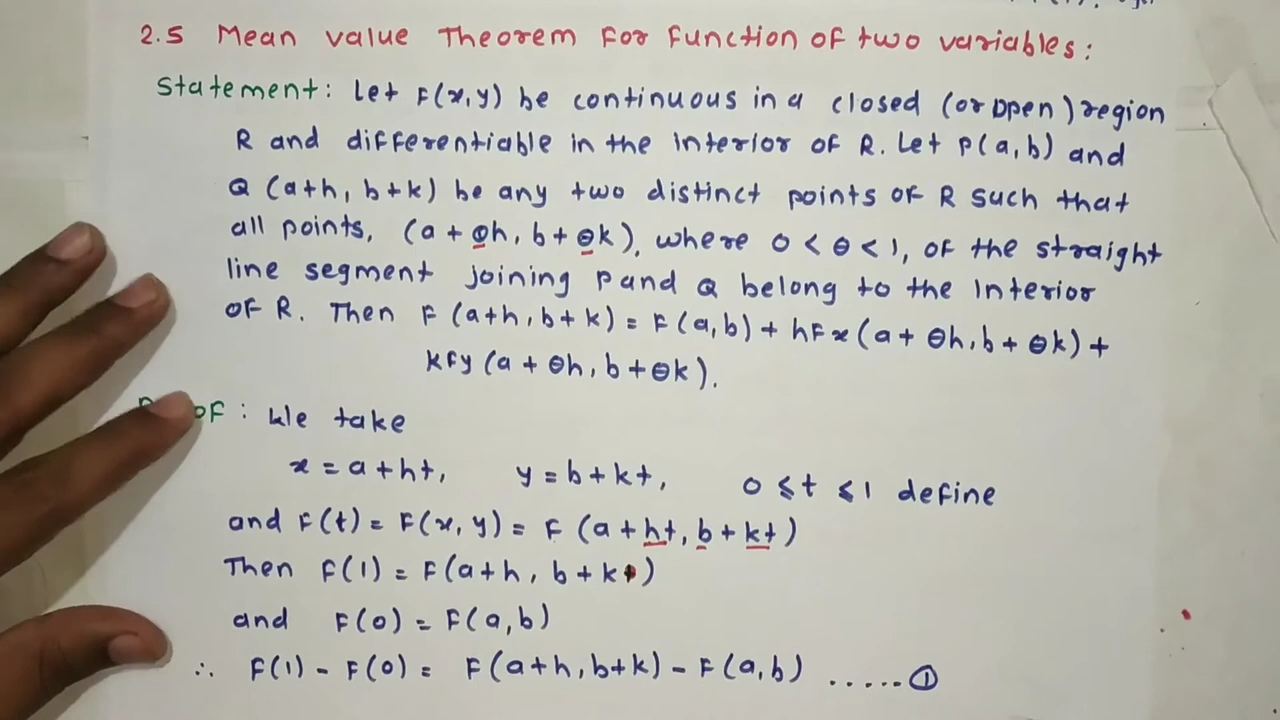 2.5 Mean value Theorem For Function of two variables:
Statement: Let F(x,y) be continuous in a closed (or open) region
R and differentiable in the interior of R. Let P(a,b) and
Q (a+h, b+k) be any two distinct points of R such that
all points, (a+θh, b+θk), where 0<θ<1, of the straight
line segment joining P and Q belong to the interior
of R. Then F(a+h, b+k) = F(a,b) + hFx(a+θh, b+θk) +
kFy (a+θh, b+θk).
of: We take
x = a+ht, y = b+kt, 0≤t≤1 define
and F(t) = F(x,y) = F (a+ht, b+kt)
Then F(1) = F(a+h, b+k)
and F(0) = F(a,b)
∴ F(1) - F(0) = F(a+h, b+k) - F(a,b) ......①